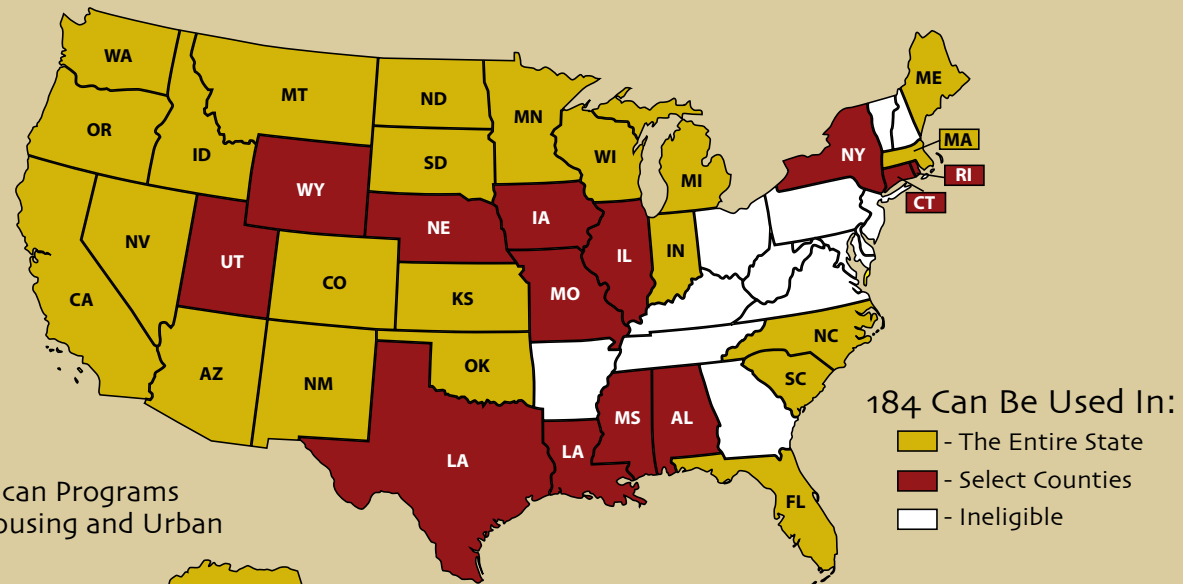 WA
ME
MT
ND
MN
OR
MA
NY
ID
WI
SD
RI
MI
WY
CT
IA
NE
NV
IN
IL
UT
CO
MO
CA
KS
NC
OK
AZ
SC
NM
184 Can Be Used In:
MS
AL
- The Entire State
LA
LA
- Select Counties
can Programs
FL
- Ineligible
ousing and Urban